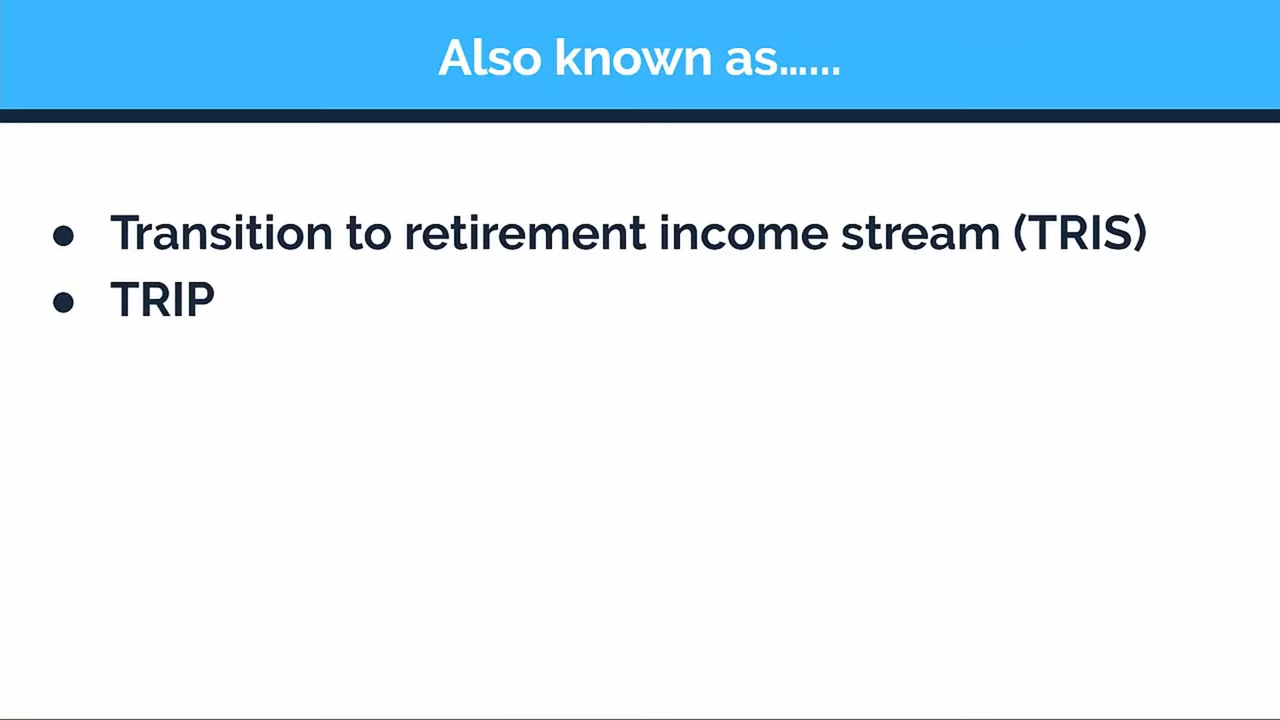 Also known as......
● Transition to retirement income stream (TRIS)
● TRIP